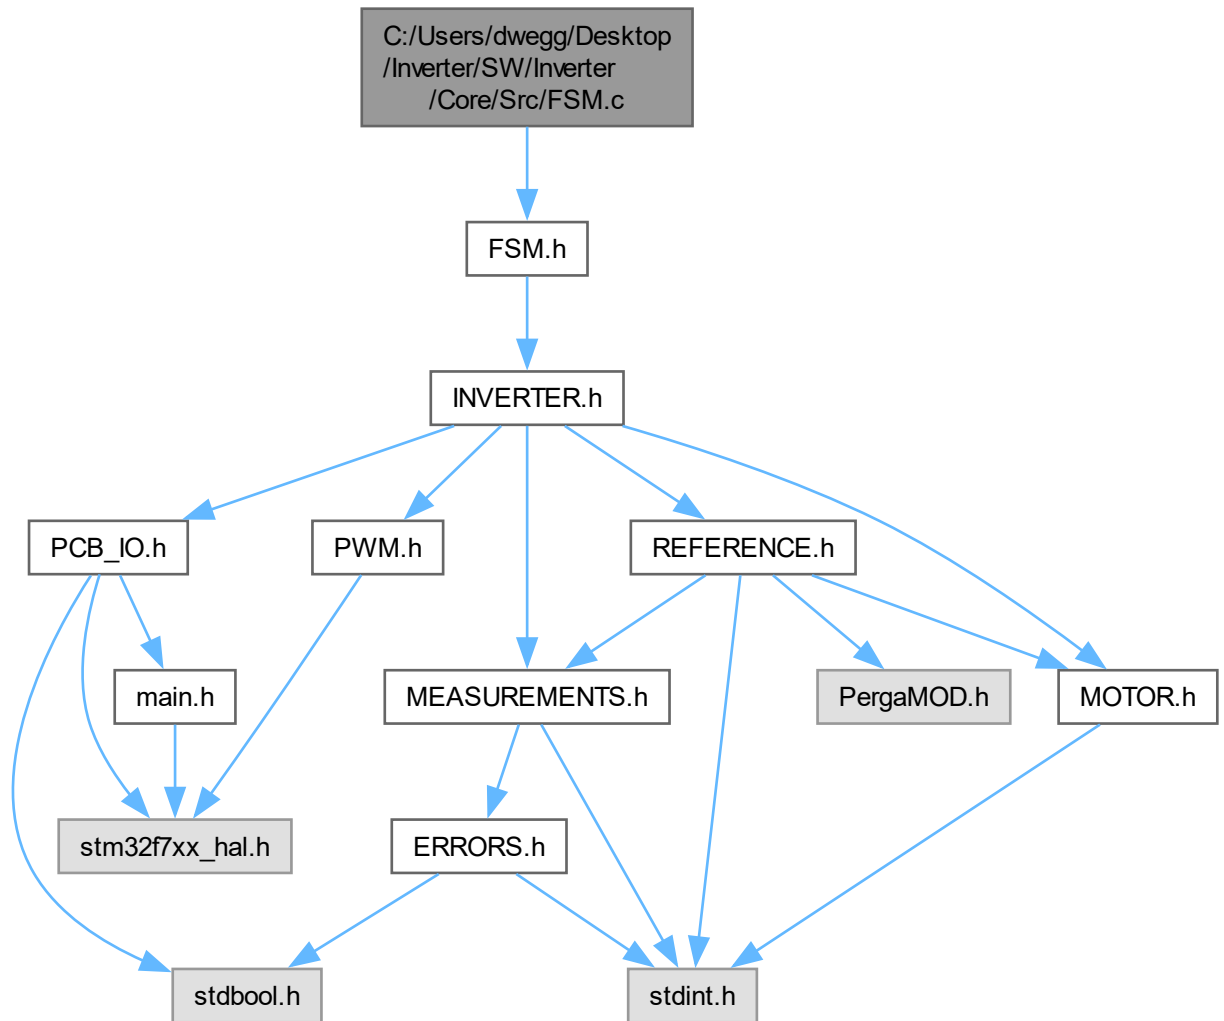 C:/Users/dwegg/Desktop
/Inverter/SW/Inverter
/Core/Src/FSM.c
FSM.h
INVERTER.h
PCB_IO.h
PWM.h
REFERENCE.h
main.h
MEASUREMENTS.h
PergaMOD.h
MOTOR.h
stm32f7xx_hal.h
ERRORS.h
stdbool.h
stdint.h